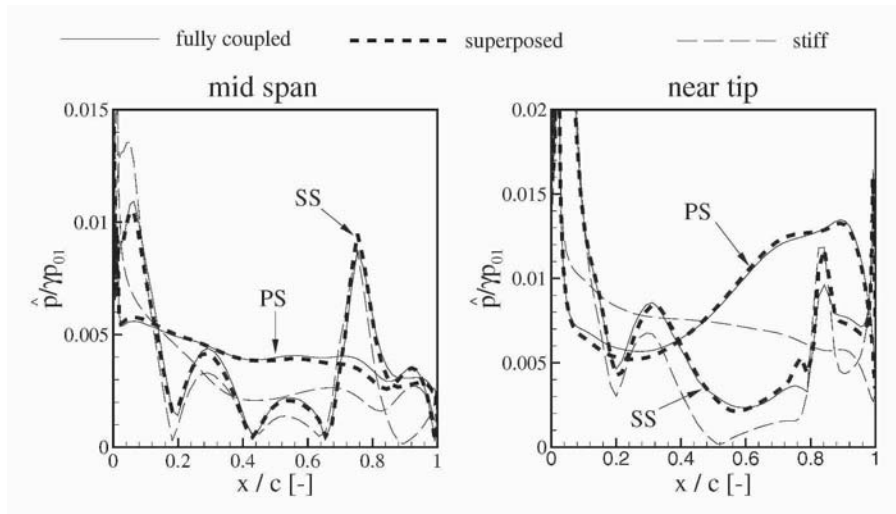 fully coupled superposed stiff
mid span
near tip
0.015
0.01
0.005
0
p̂/γp01
SS
PS
0 0.2 0.4 0.6 0.8 1
x / c [-]
0.02
0.015
0.01
0.005
0
p̂/γp01
PS
SS
0 0.2 0.4 0.6 0.8 1
x / c [-]